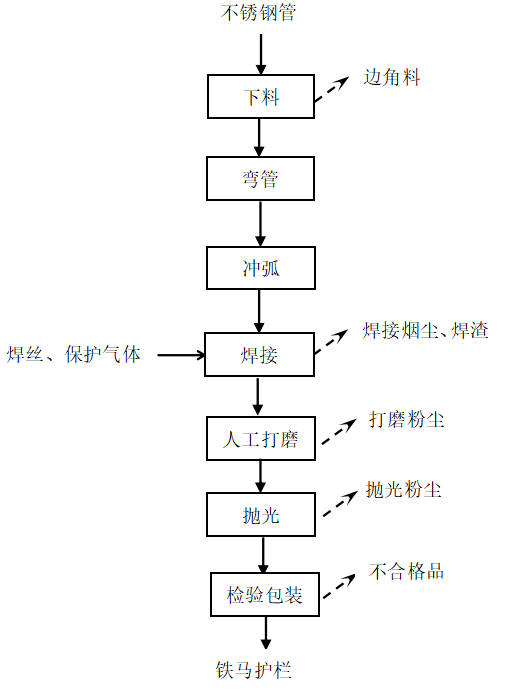 不锈钢管
下料
边角料
弯管
冲弧
焊接烟尘、焊渣
焊丝、保护气体
焊接
打磨粉尘
人工打磨
抛光粉尘
抛光
不合格品
检验包装
铁马护栏